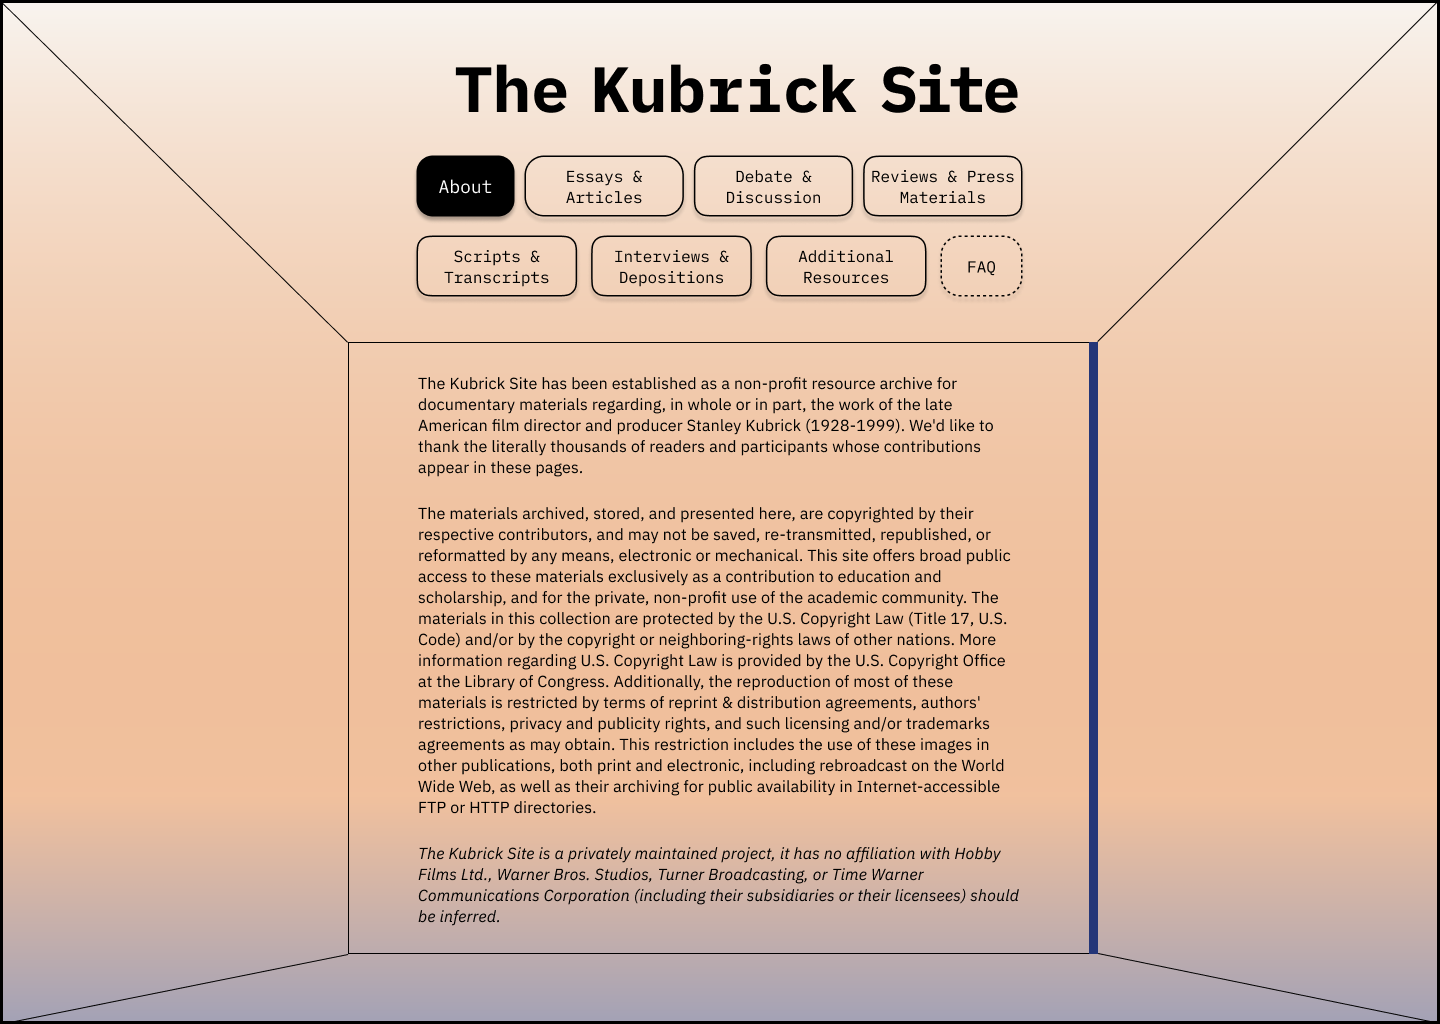 The Kubrick Site
About
Essays &
Articles
Debate &
Discussion
Reviews & Press
Materials
Scripts &
Transcripts
Interviews &
Depositions
Additional
Resources
FAQ
The Kubrick Site has been established as a non-profit resource archive for
documentary materials regarding, in whole or in part, the work of the late
American film director and producer Stanley Kubrick (1928-1999). We'd like to
thank the literally thousands of readers and participants whose contributions
appear in these pages.
The materials archived, stored, and presented here, are copyrighted by their
respective contributors, and may not be saved, re-transmitted, republished, or
reformatted by any means, electronic or mechanical. This site offers broad public
access to these materials exclusively as a contribution to education and
scholarship, and for the private, non-profit use of the academic community. The
materials in this collection are protected by the U.S. Copyright Law (Title 17, U.S.
Code) and/or by the copyright or neighboring-rights laws of other nations. More
information regarding U.S. Copyright Law is provided by the U.S. Copyright Office
at the Library of Congress. Additionally, the reproduction of most of these
materials is restricted by terms of reprint & distribution agreements, authors'
restrictions, privacy and publicity rights, and such licensing and/or trademarks
agreements as may obtain. This restriction includes the use of these images in
other publications, both print and electronic, including rebroadcast on the World
Wide Web, as well as their archiving for public availability in Internet-accessible
FTP or HTTP directories.
The Kubrick Site is a privately maintained project, it has no affiliation with Hobby
Films Ltd., Warner Bros. Studios, Turner Broadcasting, or Time Warner
Communications Corporation (including their subsidiaries or their licensees) should
be inferred.